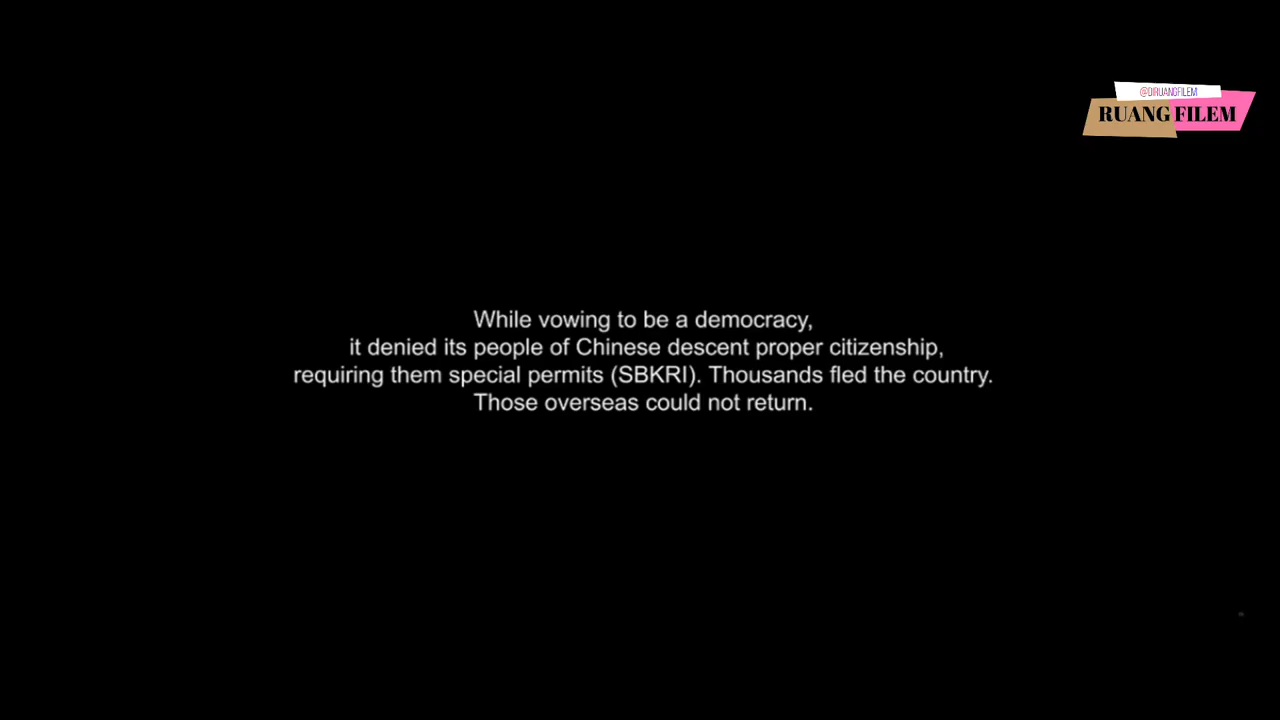 @DIRUANGFILEM
RUANG FILEM
While vowing to be a democracy,
it denied its people of Chinese descent proper citizenship,
requiring them special permits (SBKRI). Thousands fled the country.
Those overseas could not return.